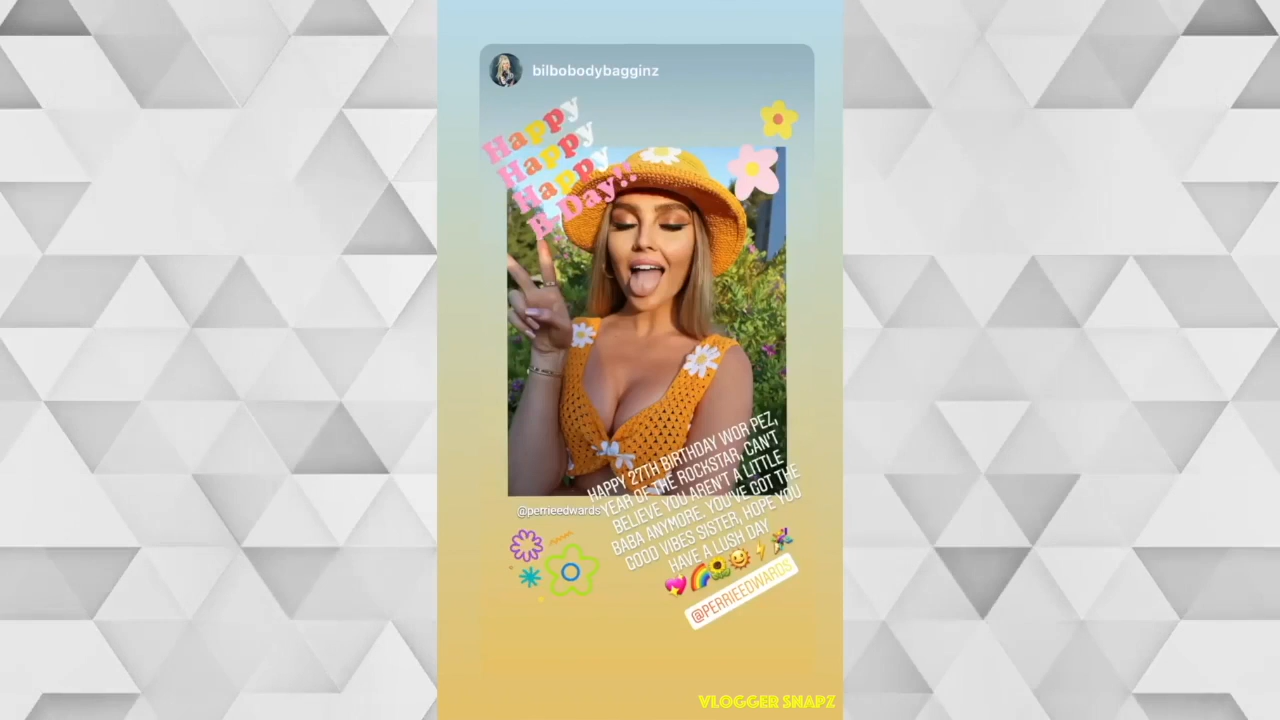 bilbobodybagginz
Happy
Happy
Happy
B-Day!!
HAPPY 27TH BIRTHDAY WOR PEZ,
YEAR OF THE ROCKSTAR, CAN'T
BELIEVE YOU AREN'T A LITTLE
BABA ANYMORE. YOU'VE GOT THE
GOOD VIBES SISTER, HOPE YOU
HAVE A LUSH DAY
@perrieedwards
@PERRIEEDWARDS
VLOGGER SNAPZ